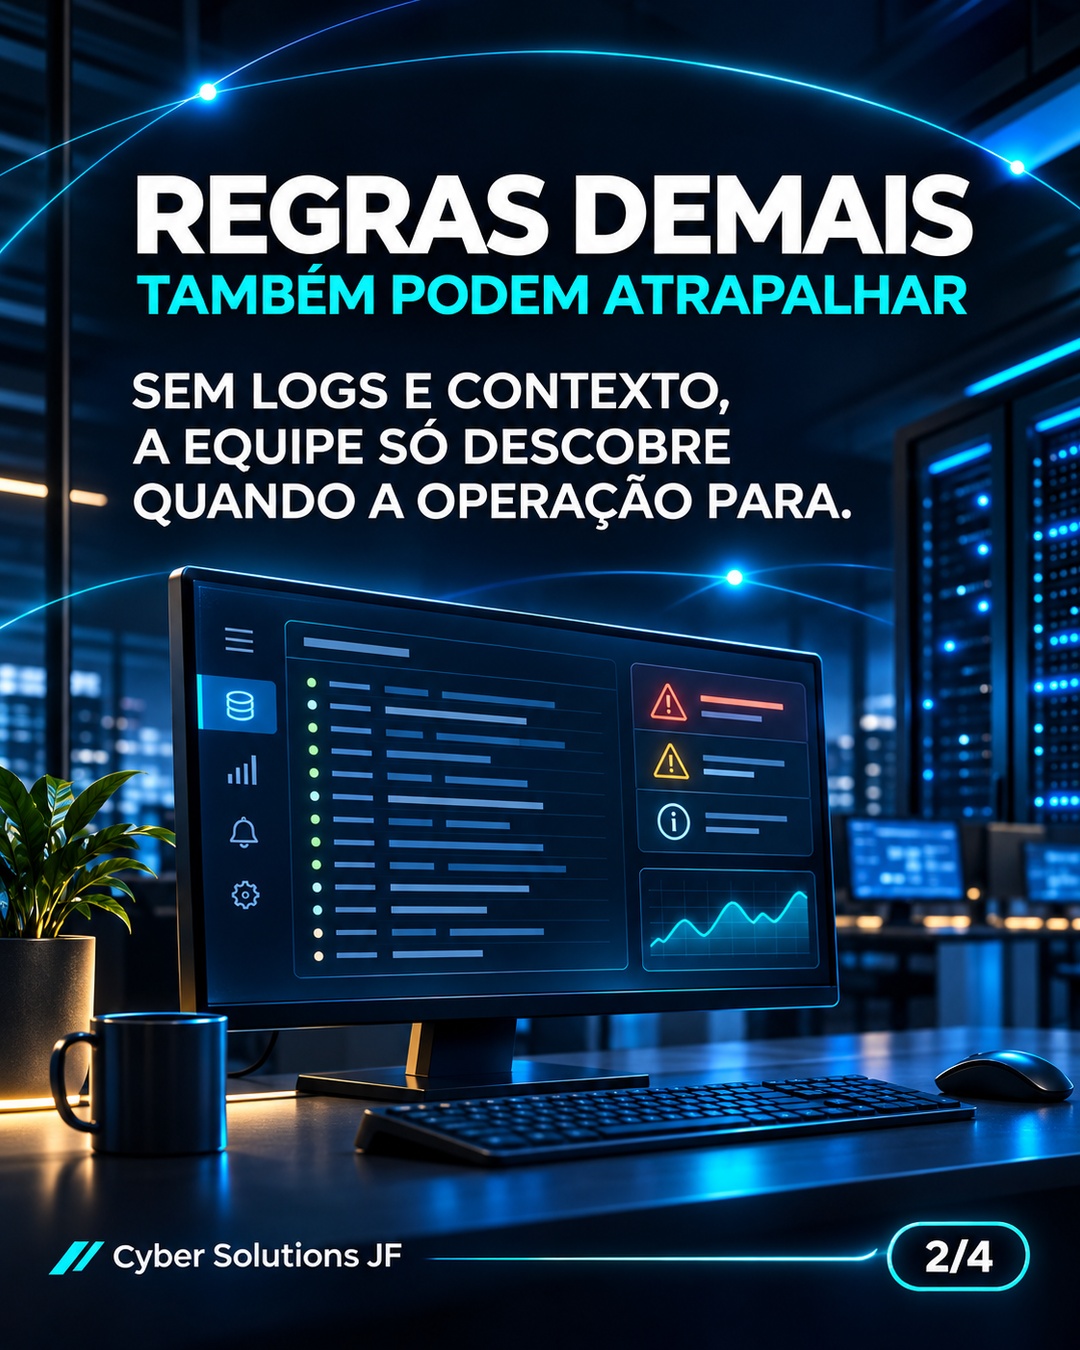 REGRAS DEMAIS
TAMBÉM PODEM ATRAPALHAR
SEM LOGS E CONTEXTO,
A EQUIPE SÓ DESCOBRE
QUANDO A OPERAÇÃO PARA.
Cyber Solutions JF
2/4